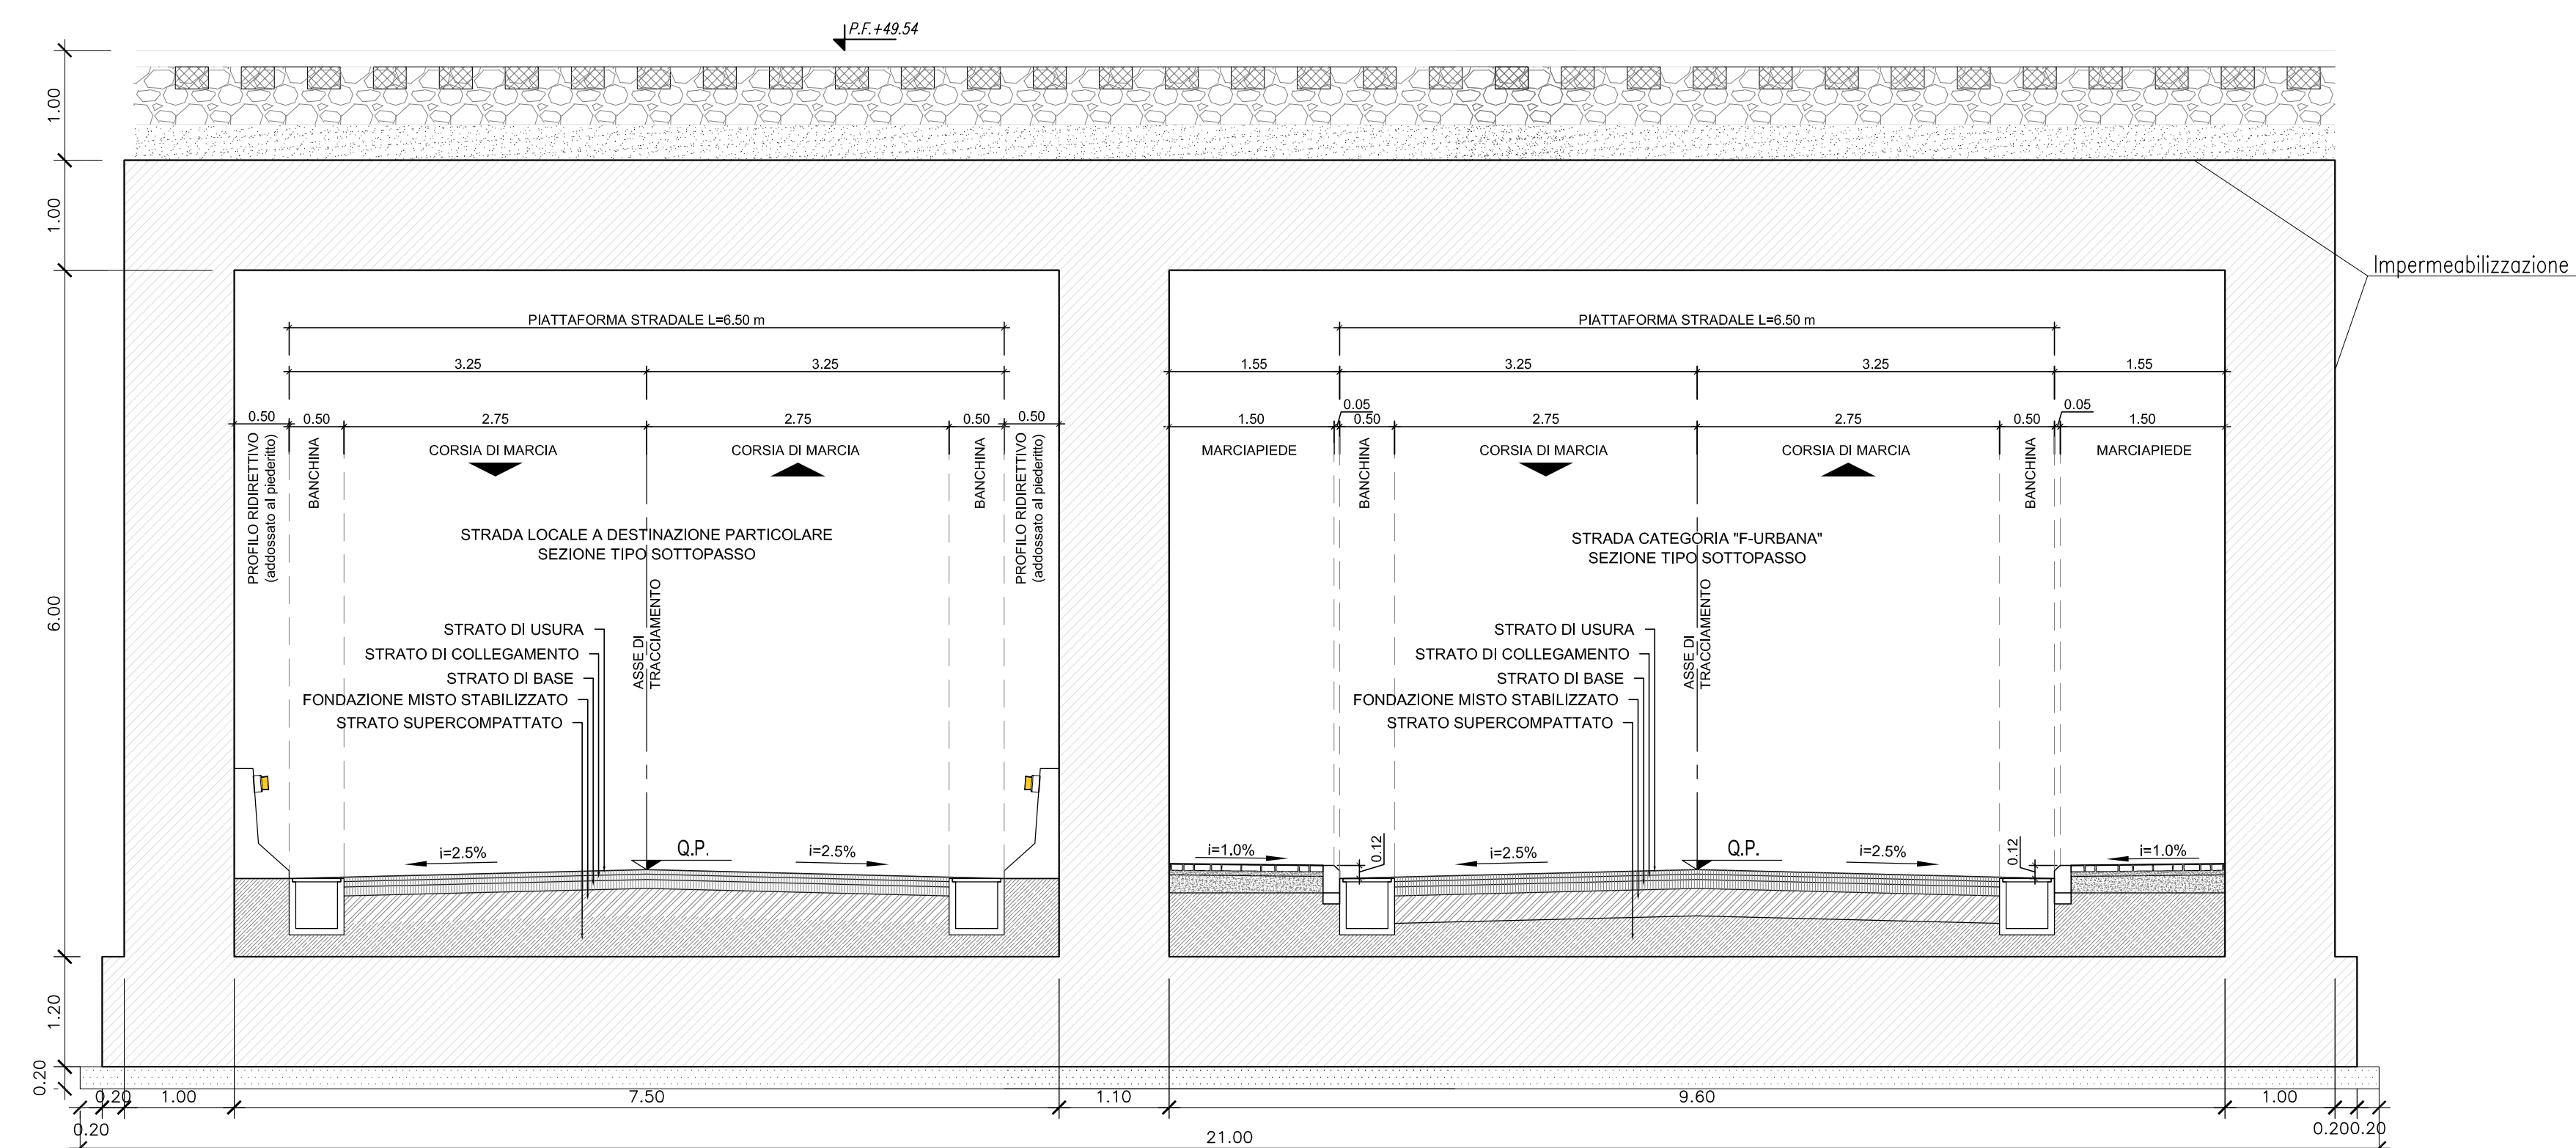 P.F.+49.54
1.00
1.00
6.00
1.20
0.20
Impermeabilizzazione
PIATTAFORMA STRADALE L=6.50 m
3.25
3.25
0.50
0.50
2.75
2.75
0.50
0.50
PROFILO RIDIRETTIVO
(addossato al piedritto)
BANCHINA
CORSIA DI MARCIA
CORSIA DI MARCIA
BANCHINA
PROFILO RIDIRETTIVO
(addossato al piedritto)
STRADA LOCALE A DESTINAZIONE PARTICOLARE
SEZIONE TIPO SOTTOPASSO
ASSE DI
TRACCIAMENTO
STRATO DI USURA
STRATO DI COLLEGAMENTO
STRATO DI BASE
FONDAZIONE MISTO STABILIZZATO
STRATO SUPERCOMPATTATO
i=2.5%
Q.P.
i=2.5%
PIATTAFORMA STRADALE L=6.50 m
1.55
3.25
3.25
1.55
0.05
0.05
1.50
0.50
2.75
2.75
0.50
1.50
MARCIAPIEDE
BANCHINA
CORSIA DI MARCIA
CORSIA DI MARCIA
BANCHINA
MARCIAPIEDE
STRADA CATEGORIA "F-URBANA"
SEZIONE TIPO SOTTOPASSO
ASSE DI
TRACCIAMENTO
STRATO DI USURA
STRATO DI COLLEGAMENTO
STRATO DI BASE
FONDAZIONE MISTO STABILIZZATO
STRATO SUPERCOMPATTATO
i=1.0%
0.12
i=2.5%
Q.P.
i=2.5%
0.12
i=1.0%
0.20
1.00
7.50
1.10
9.60
1.00
0.20
0.20
0.20
21.00